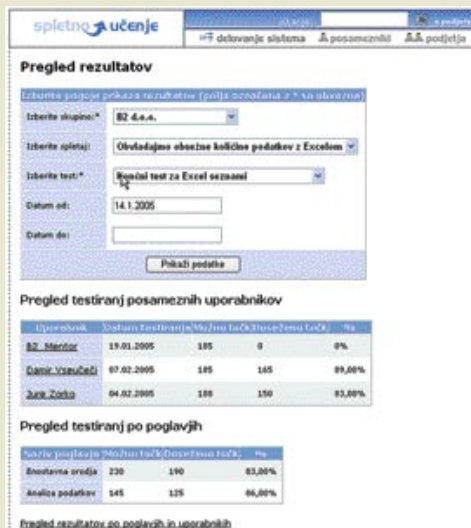 spletno učenje
delovanje sistema posamezniki podjetja
Pregled rezultatov
Izberite pogoje prikaza rezultatov (polja označena z * so obvezna)
Izberite skupino:* B2 d.o.o.
Izberite spletaj: Obvladajmo obsežne količine podatkov z Excelom
Izberite test:* Končni test za Excel seznami
Datum od: 14.1.2005
Datum do:
Prikaži podatke
Pregled testiranj posameznih uporabnikov
Uporabnik Datum testiranja Možno točk Doseženo točk %
B2 Mentor 19.01.2005 185 0 0%
Damir Vseučeči 07.02.2005 185 165 89,00%
Jure Zorko 04.02.2005 180 150 83,00%
Pregled testiranj po poglavjih
Naziv poglavja Možno točk Doseženo točk %
Enostavna orodja 230 190 83,00%
Analiza podatkov 145 125 86,00%
Pregled rezultatov po poglavjih in uporabnikih